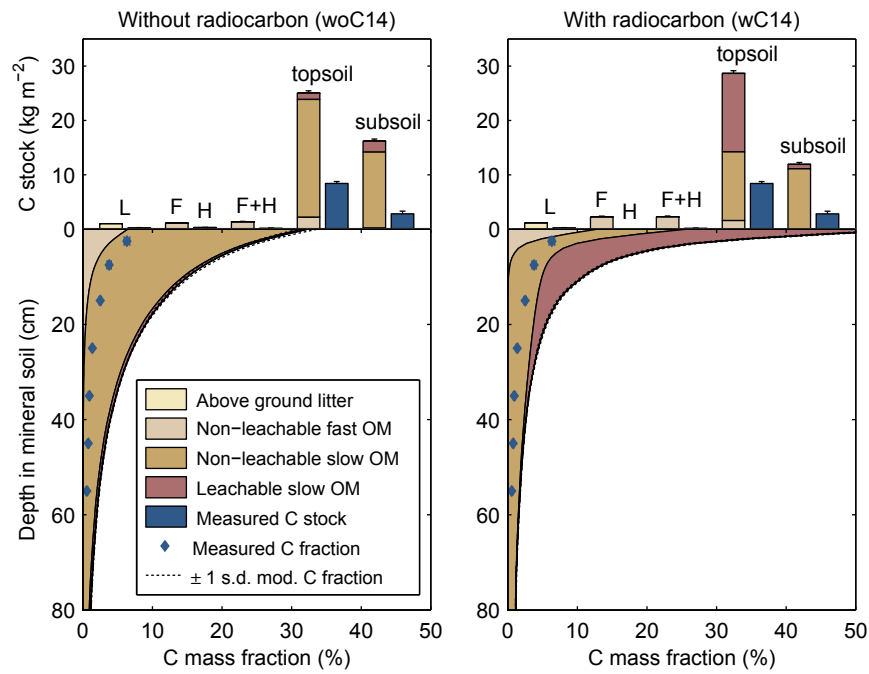 Without radiocarbon (woC14)
With radiocarbon (wC14)
C stock (kg m−2)
30
20
10
0
topsoil
subsoil
L
F
H
F+H
30
20
10
0
topsoil
subsoil
L
F
H
F+H
Depth in mineral soil (cm)
20
40
60
80
20
40
60
80
Above ground litter
Non−leachable fast OM
Non−leachable slow OM
Leachable slow OM
Measured C stock
Measured C fraction
± 1 s.d. mod. C fraction
0 10 20 30 40 50
C mass fraction (%)
0 10 20 30 40 50
C mass fraction (%)